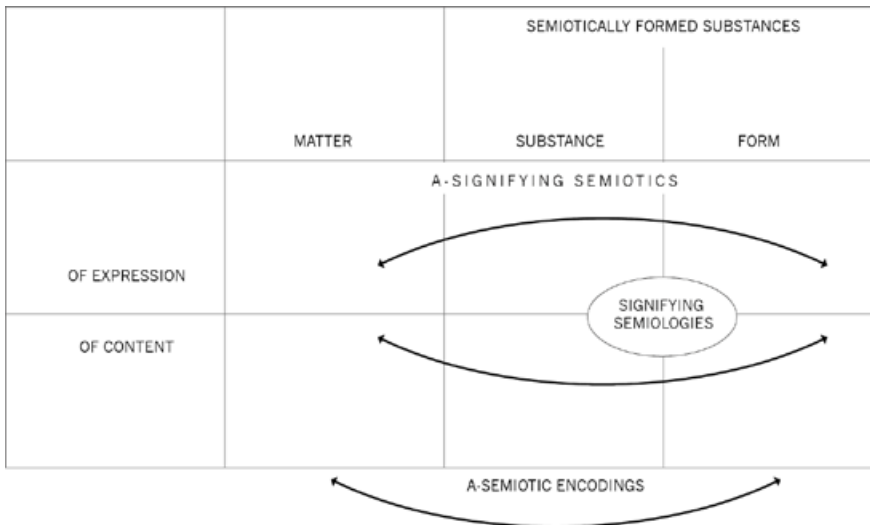 SEMIOTICALLY FORMED SUBSTANCES
MATTER SUBSTANCE FORM
A-SIGNIFYING SEMIOTICS
OF EXPRESSION
SIGNIFYING
SEMIOLOGIES
OF CONTENT
A-SEMIOTIC ENCODINGS